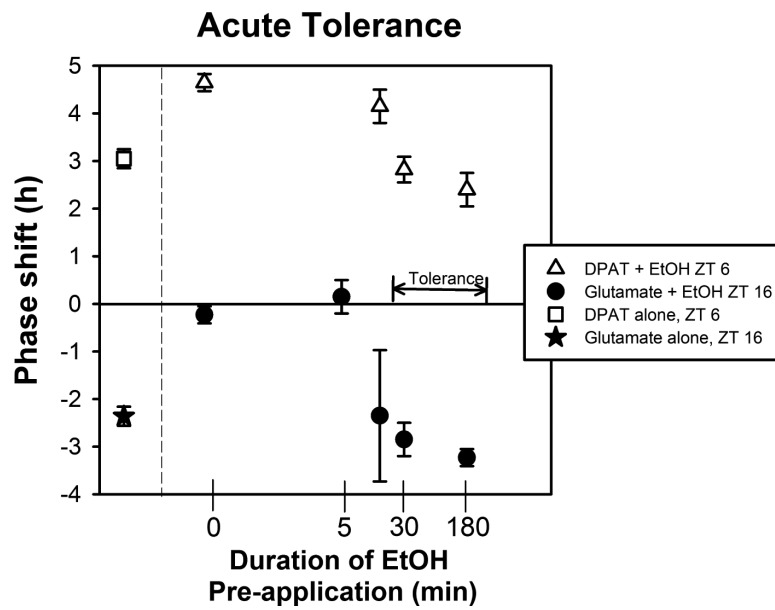 Acute Tolerance
Phase shift (h)
5
4
3
2
1
0
-1
-2
-3
-4
Tolerance
DPAT + EtOH ZT 6
Glutamate + EtOH ZT 16
DPAT alone, ZT 6
Glutamate alone, ZT 16
0 5 30 180
Duration of EtOH
Pre-application (min)